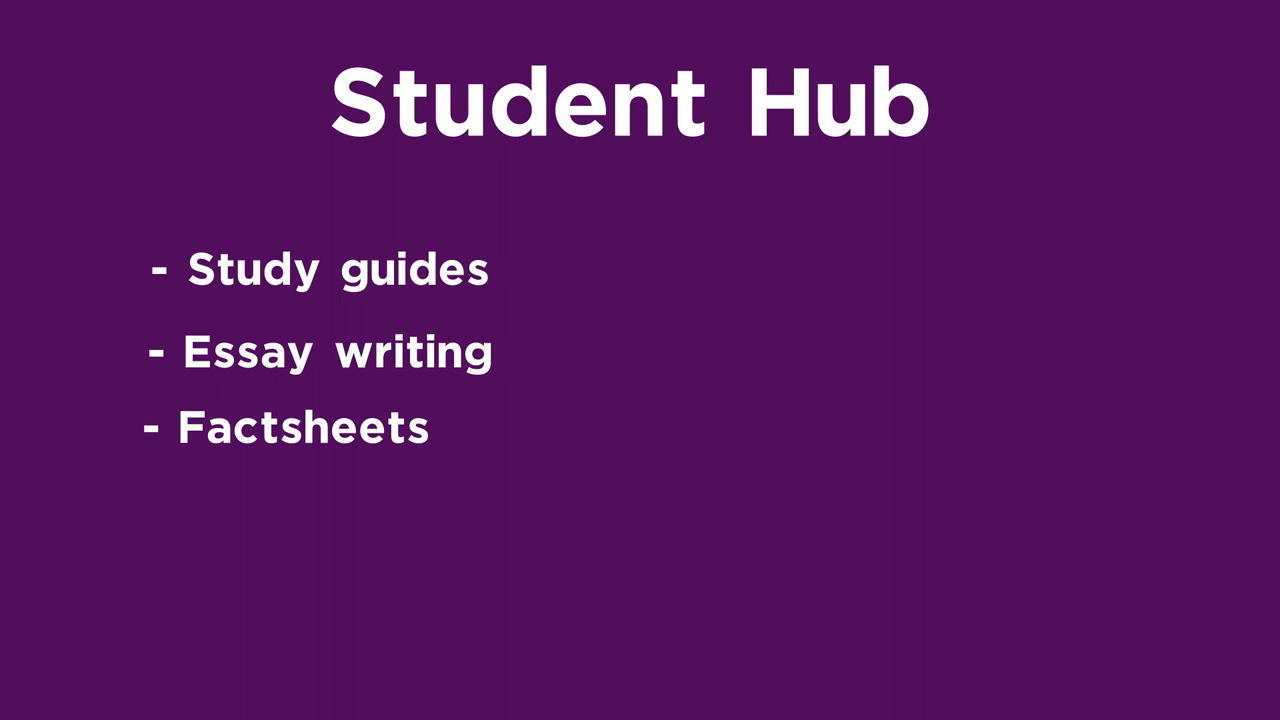 Student Hub
- Study guides
- Essay writing
- Factsheets